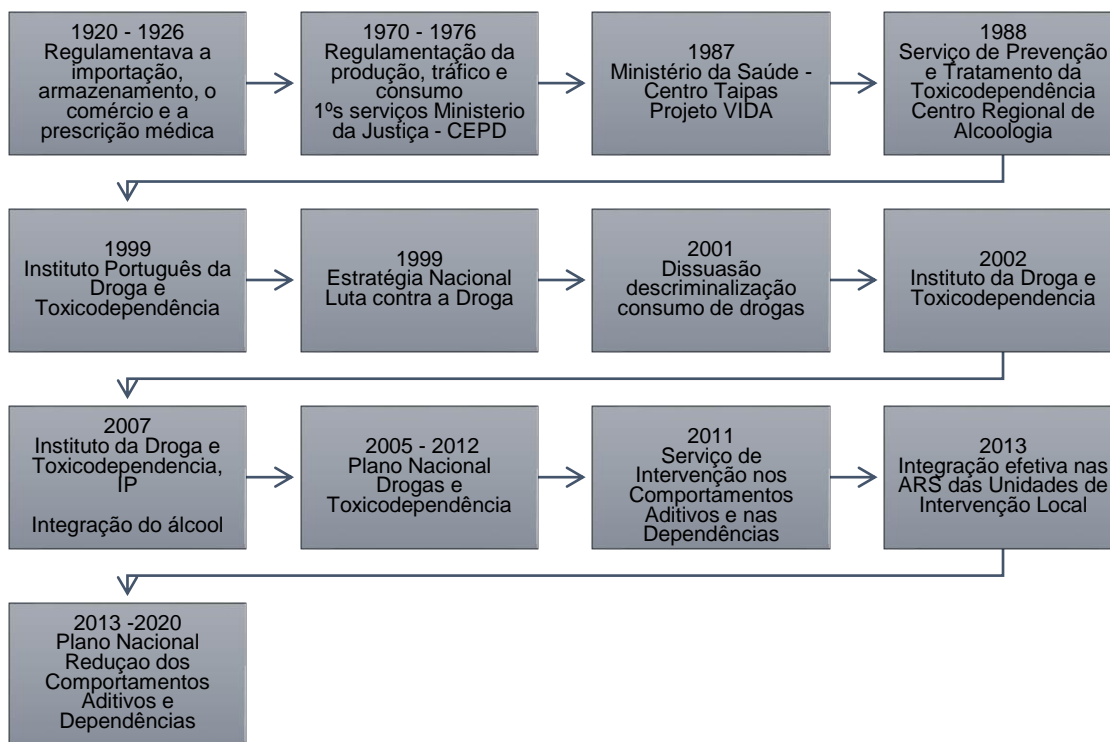 1920 - 1926
Regulamentava a
importação,
armazenamento, o
comércio e a
prescrição médica
1970 - 1976
Regulamentação da
produção, tráfico e
consumo
1ºs serviços Ministerio
da Justiça - CEPD
1987
Ministério da Saúde -
Centro Taipas
Projeto VIDA
1988
Serviço de Prevenção
e Tratamento da
Toxicodependência
Centro Regional de
Alcoologia
1999
Instituto Português da
Droga e
Toxicodependência
1999
Estratégia Nacional
Luta contra a Droga
2001
Dissuasão
descriminalização
consumo de drogas
2002
Instituto da Droga e
Toxicodependencia
2007
Instituto da Droga e
Toxicodependencia,
IP
Integração do álcool
2005 - 2012
Plano Nacional
Drogas e
Toxicodependência
2011
Serviço de
Intervenção nos
Comportamentos
Aditivos e nas
Dependências
2013
Integração efetiva nas
ARS das Unidades de
Intervenção Local
2013 -2020
Plano Nacional
Reduçao dos
Comportamentos
Aditivos e
Dependências